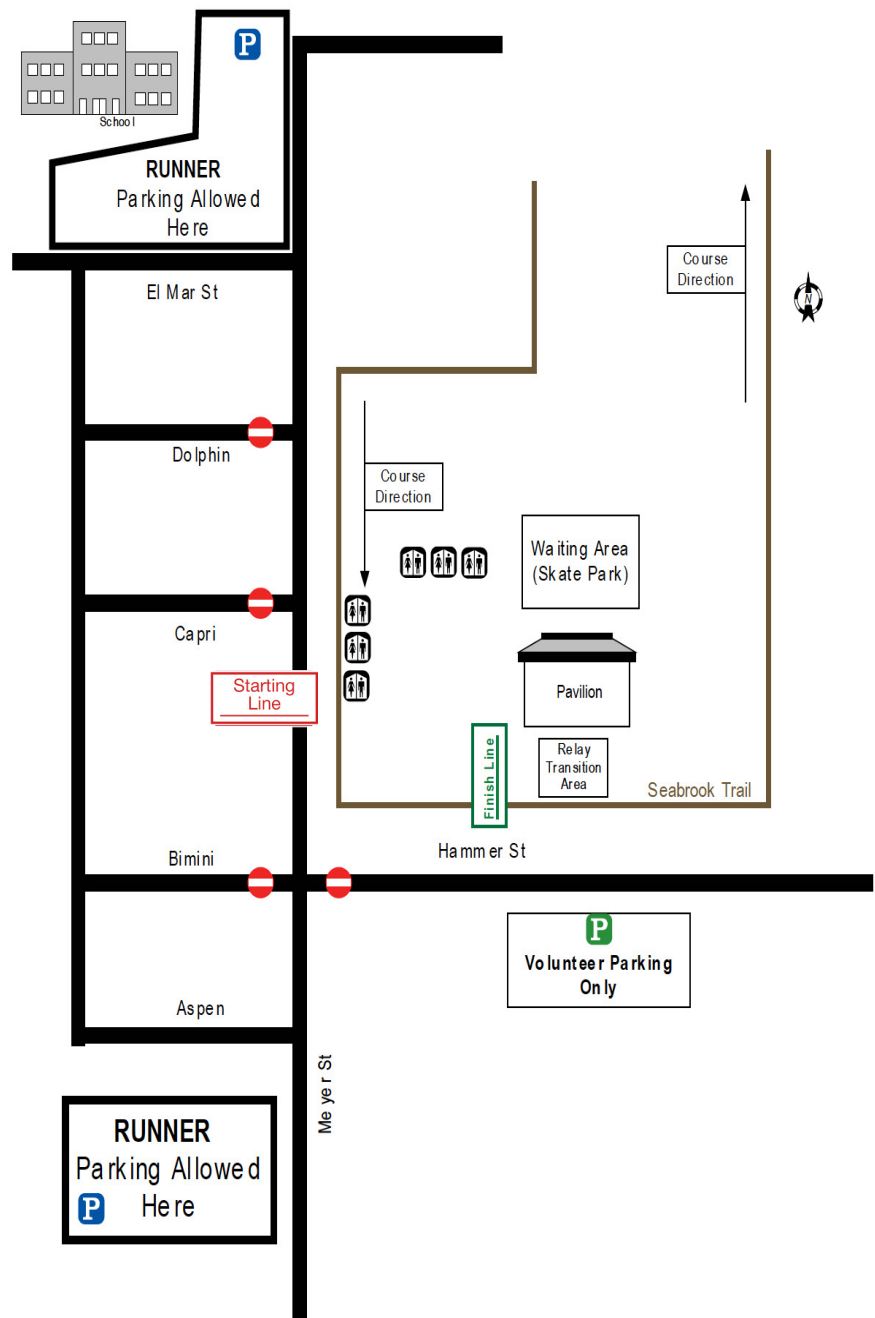 P
School
RUNNER
Parking Allowed
Here
El Mar St
Course
Direction
N
Dolphin
Course
Direction
Waiting Area
(Skate Park)
Capri
Starting
Line
Pavilion
Finish Line
Relay
Transition
Area
Seabrook Trail
Bimini
Hammer St
P
Volunteer Parking
Only
Aspen
Meyer St
RUNNER
Parking Allowed
Here
P